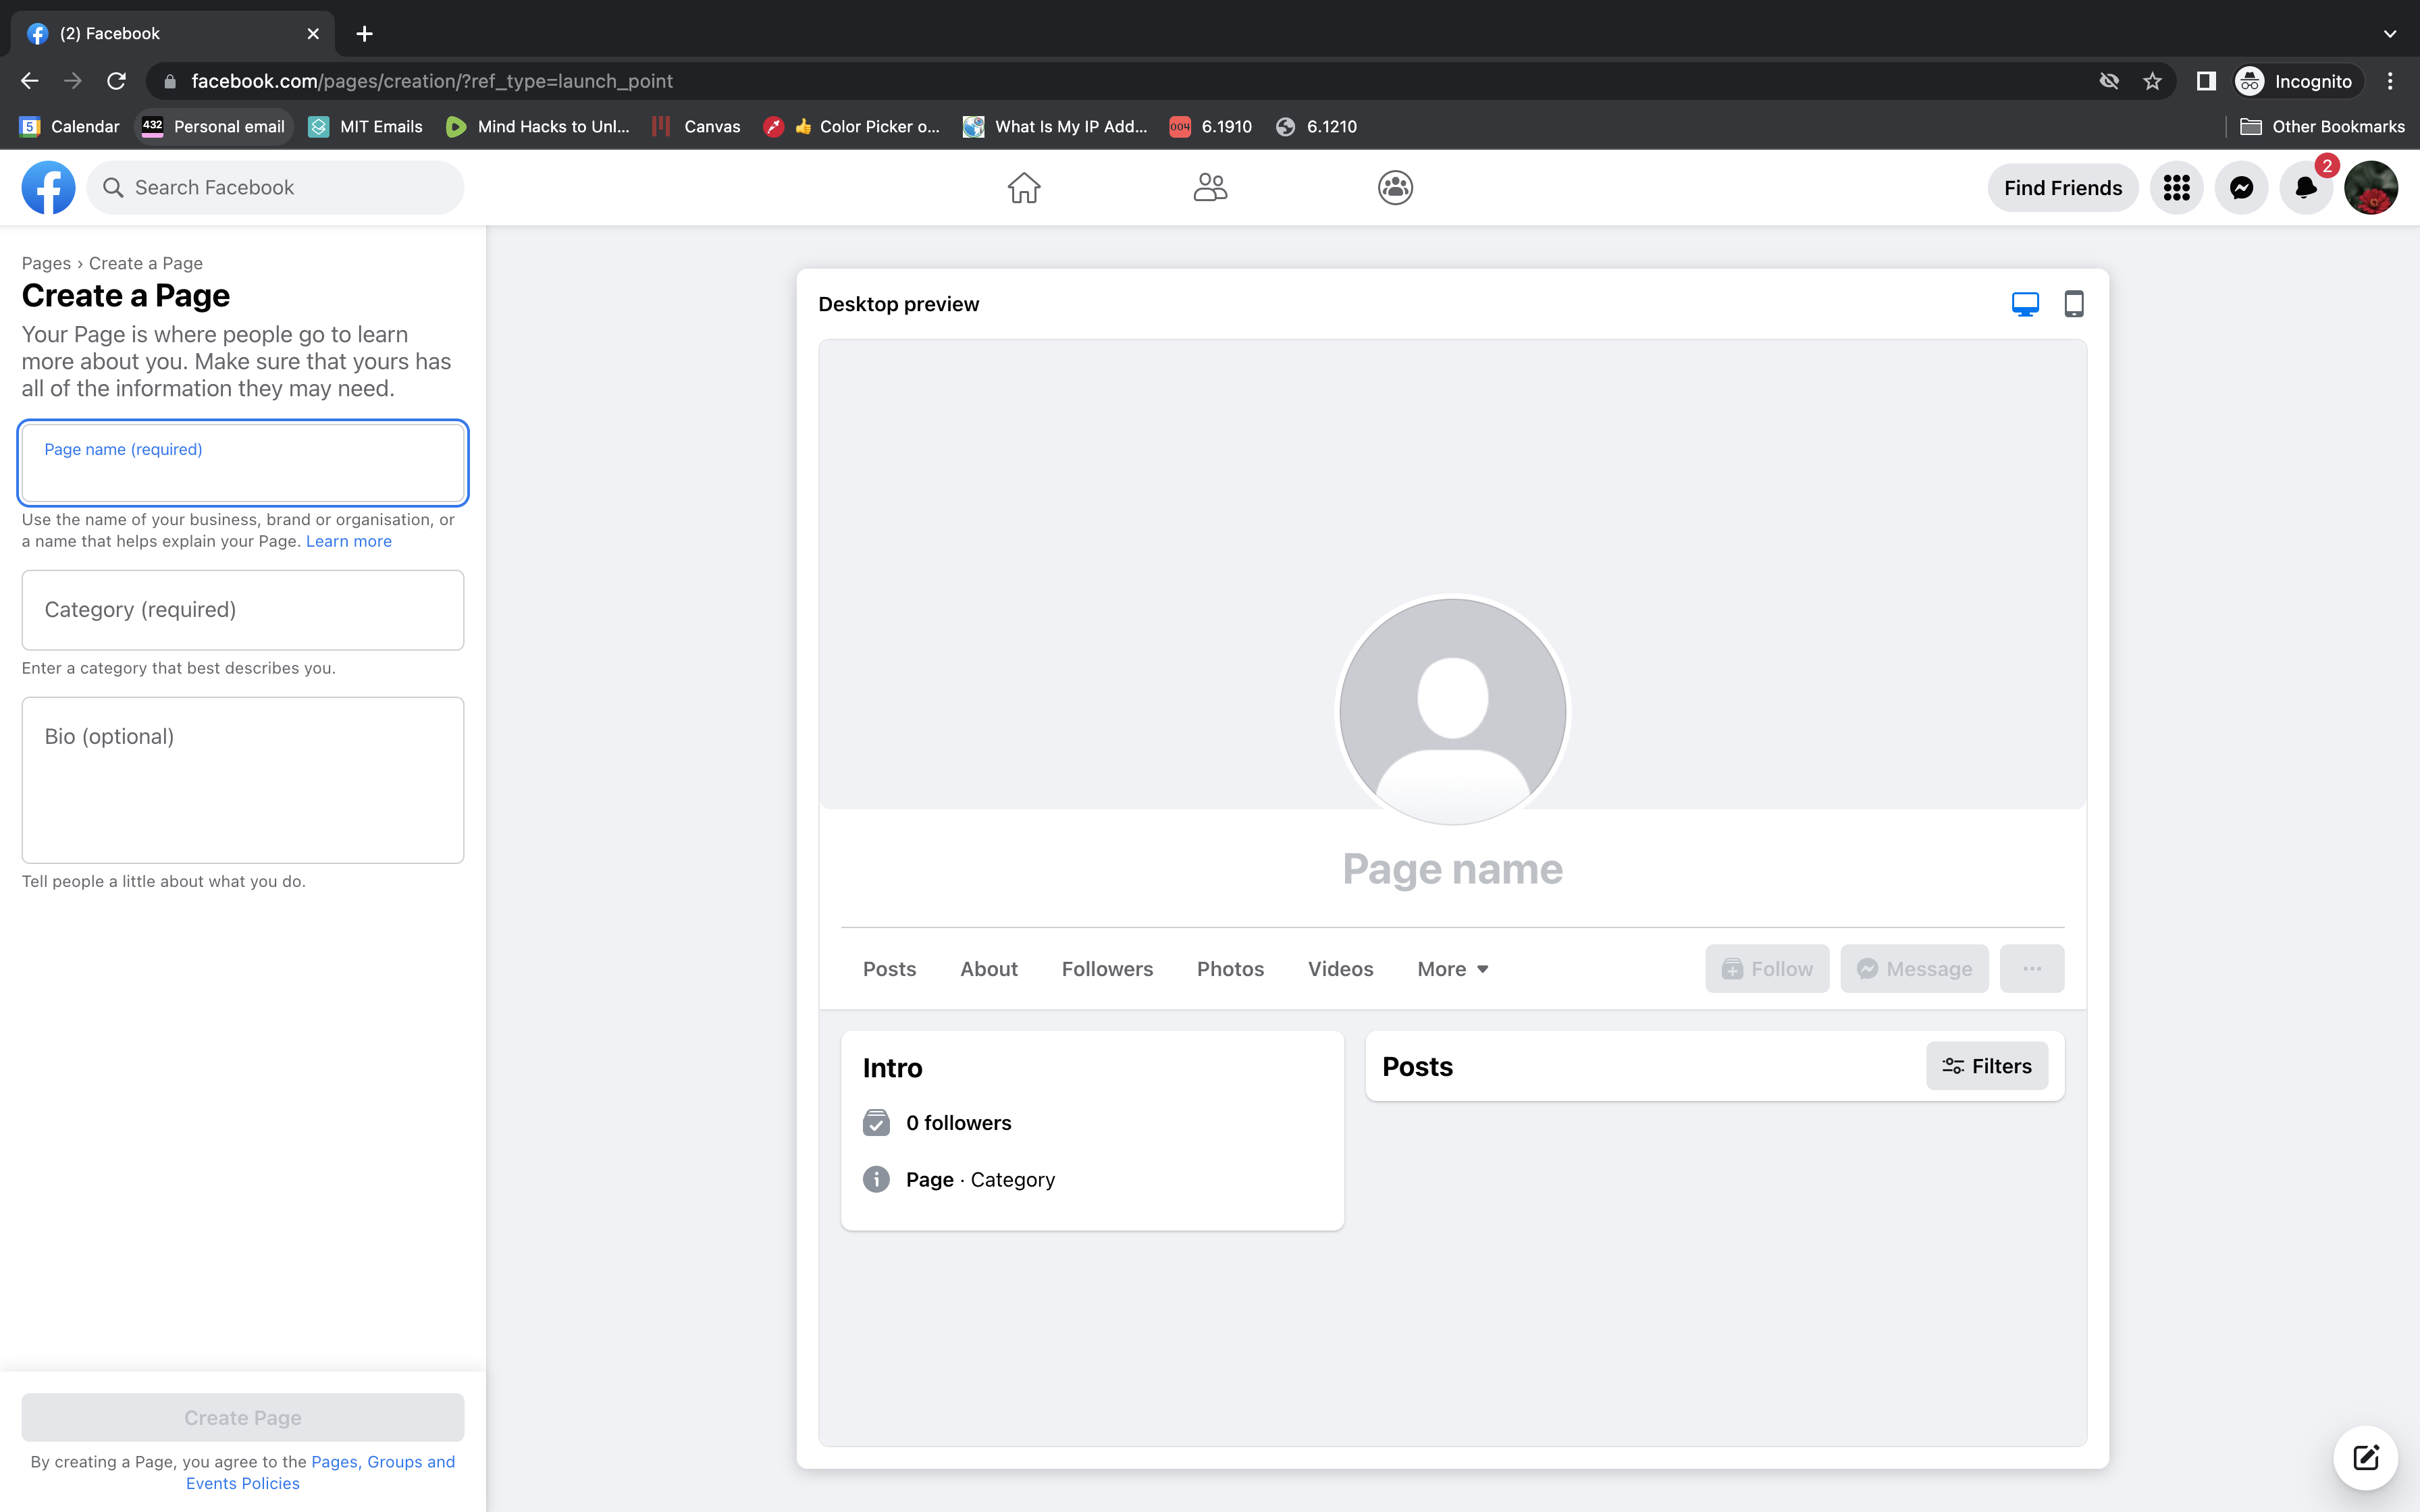 (2) Facebook
facebook.com/pages/creation/?ref_type=launch_point
Incognito
5
Calendar
432
Personal email
MIT Emails
Mind Hacks to Unl...
Canvas
👍 Color Picker o...
What Is My IP Add...
004
6.1910
6.1210
Other Bookmarks
Search Facebook
Find Friends
2
Pages › Create a Page
Create a Page
Your Page is where people go to learn
more about you. Make sure that yours has
all of the information they may need.
Page name (required)
Use the name of your business, brand or organisation, or
a name that helps explain your Page. Learn more
Category (required)
Enter a category that best describes you.
Bio (optional)
Tell people a little about what you do.
Create Page
By creating a Page, you agree to the Pages, Groups and
Events Policies
Desktop preview
Page name
Posts
About
Followers
Photos
Videos
More
Follow
Message
Intro
0 followers
Page · Category
Posts
Filters